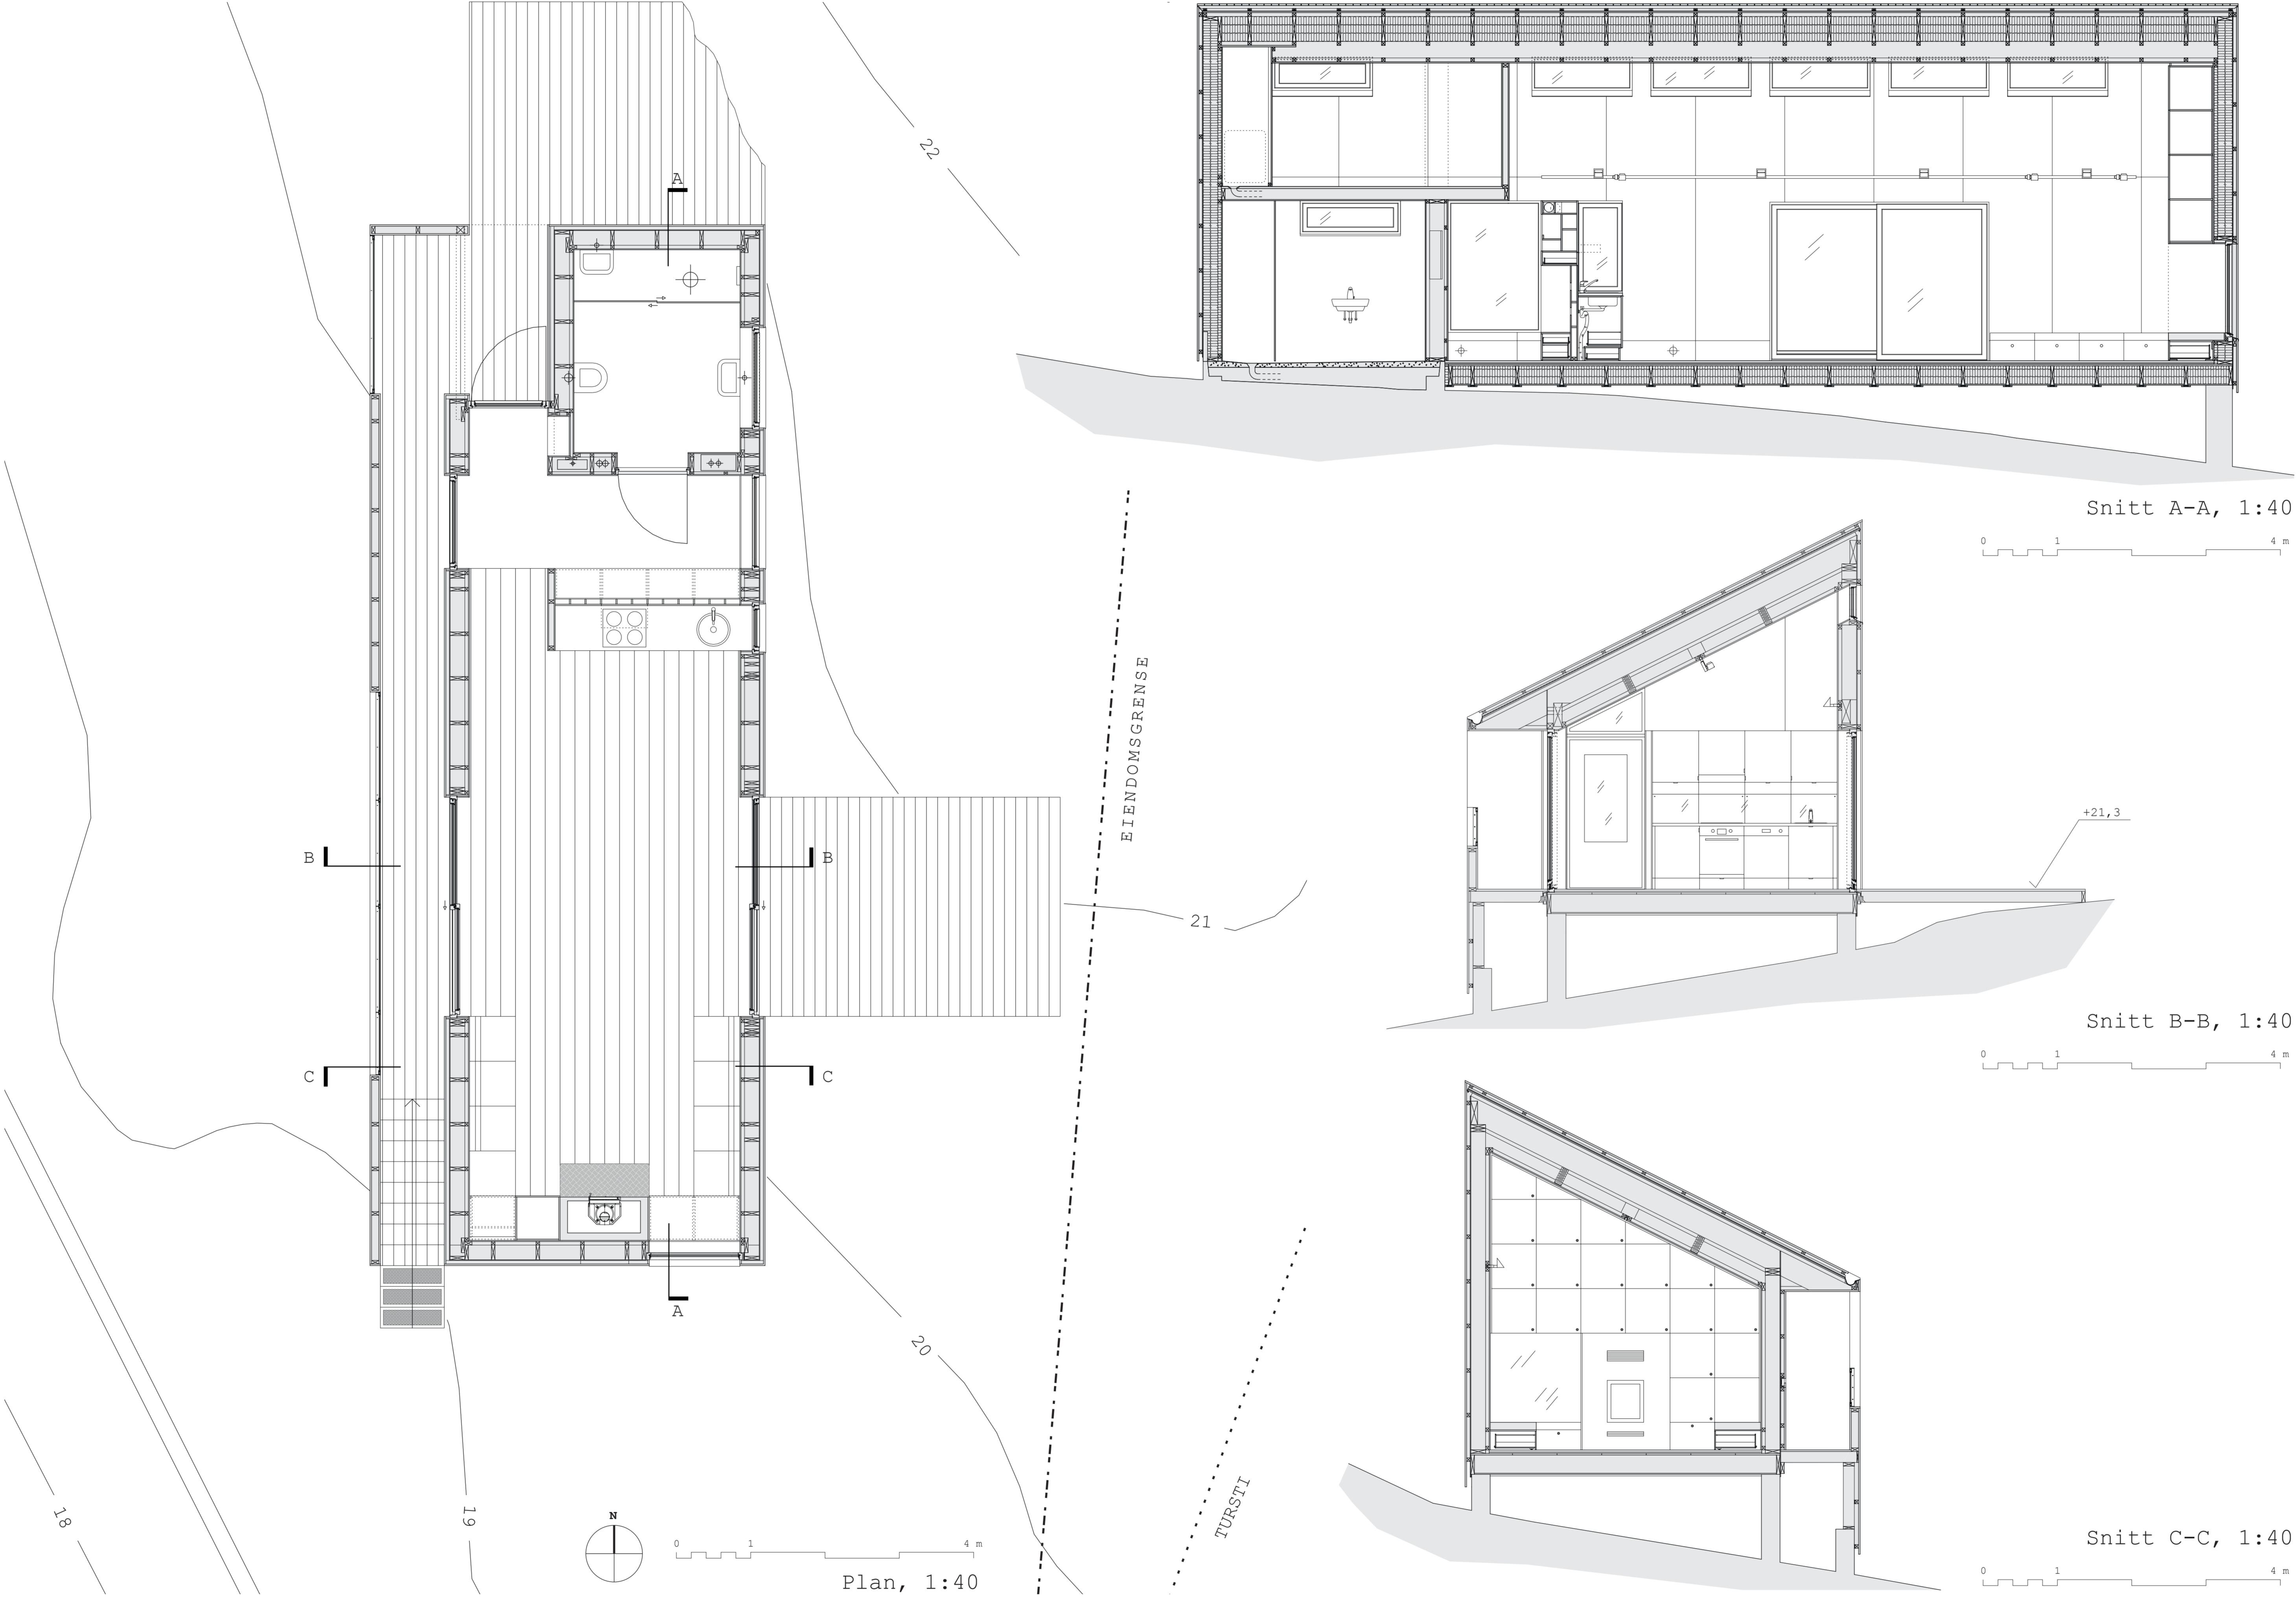 22
A
Snitt A-A, 1:40
0 1 4 m
EIENDOMSGRENSE
+21,3
B
B
21
Snitt B-B, 1:40
0 1 4 m
C
C
A
20
TURSTI
18
19
N
0 1 4 m
Plan, 1:40
Snitt C-C, 1:40
0 1 4 m